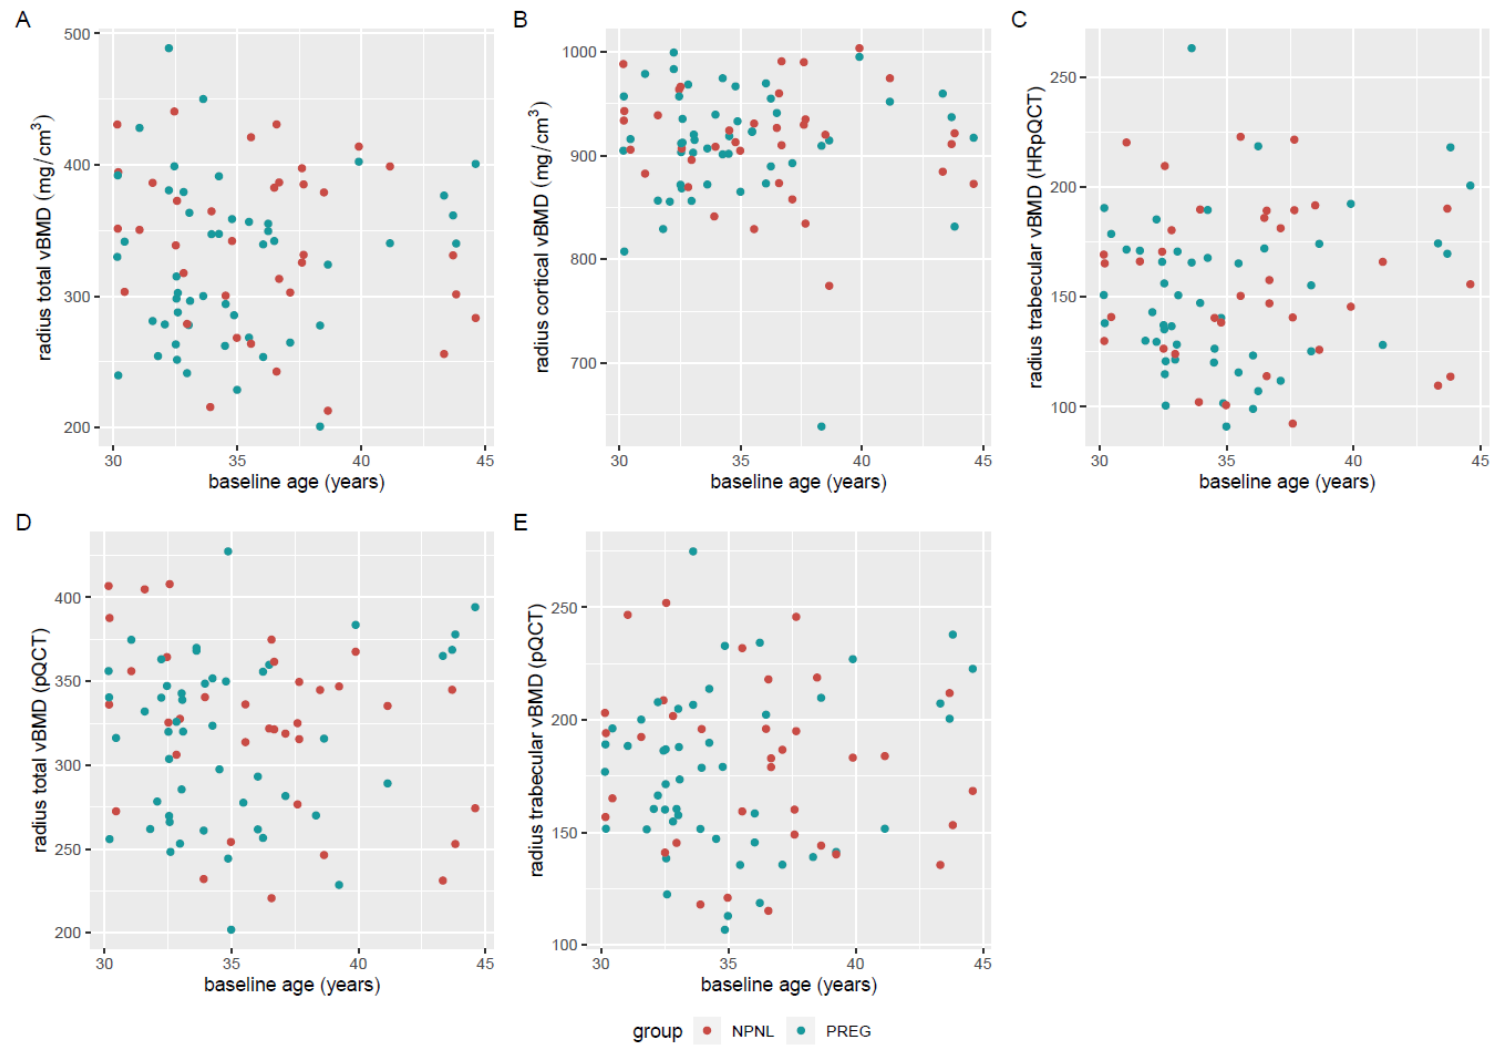 A
radius total vBMD (mg/cm³)
500
400
300
200
30 35 40 45
baseline age (years)
B
radius cortical vBMD (mg/cm³)
1000
900
800
700
30 35 40 45
baseline age (years)
C
radius trabecular vBMD (HRpQCT)
250
200
150
100
30 35 40 45
baseline age (years)
D
radius total vBMD (pQCT)
400
350
300
250
200
30 35 40 45
baseline age (years)
E
radius trabecular vBMD (pQCT)
250
200
150
100
30 35 40 45
baseline age (years)
group NPNL PREG